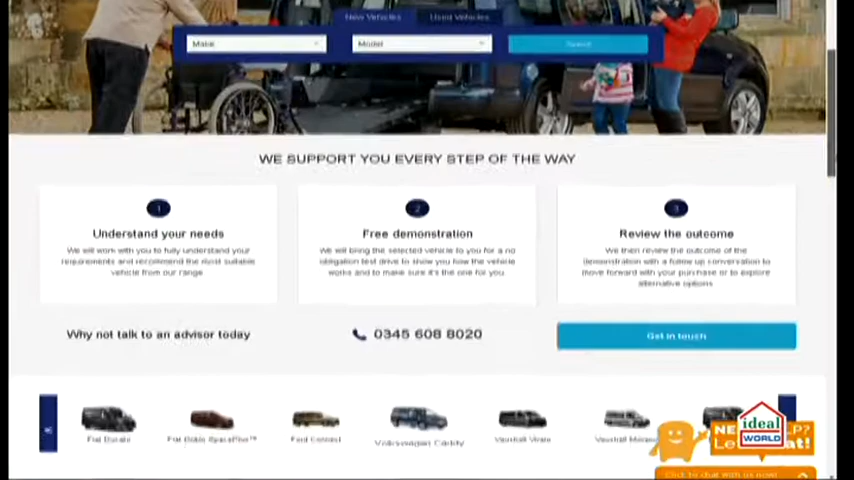 New Vehicles
Used Vehicles
Make
Model
Search
WE SUPPORT YOU EVERY STEP OF THE WAY
1
2
3
Understand your needs
Free demonstration
Review the outcome
We will work with you to fully understand your
requirements and recommend the most suitable
vehicle from our range
We will bring the selected vehicle to you for a no
obligation test drive to show you how the vehicle
works and to make sure it's the one for you
We then review the outcome of the
demonstration with a follow up conversation to
move forward with your purchase or to explore
alternative options
Why not talk to an advisor today
0345 608 8020
Get in touch
Fiat Ducato
Fiat Doblo
Ford Connect
Volkswagen Caddy
Vauxhall Vivaro
Vauxhall
ideal
WORLD
Click to chat with us now!